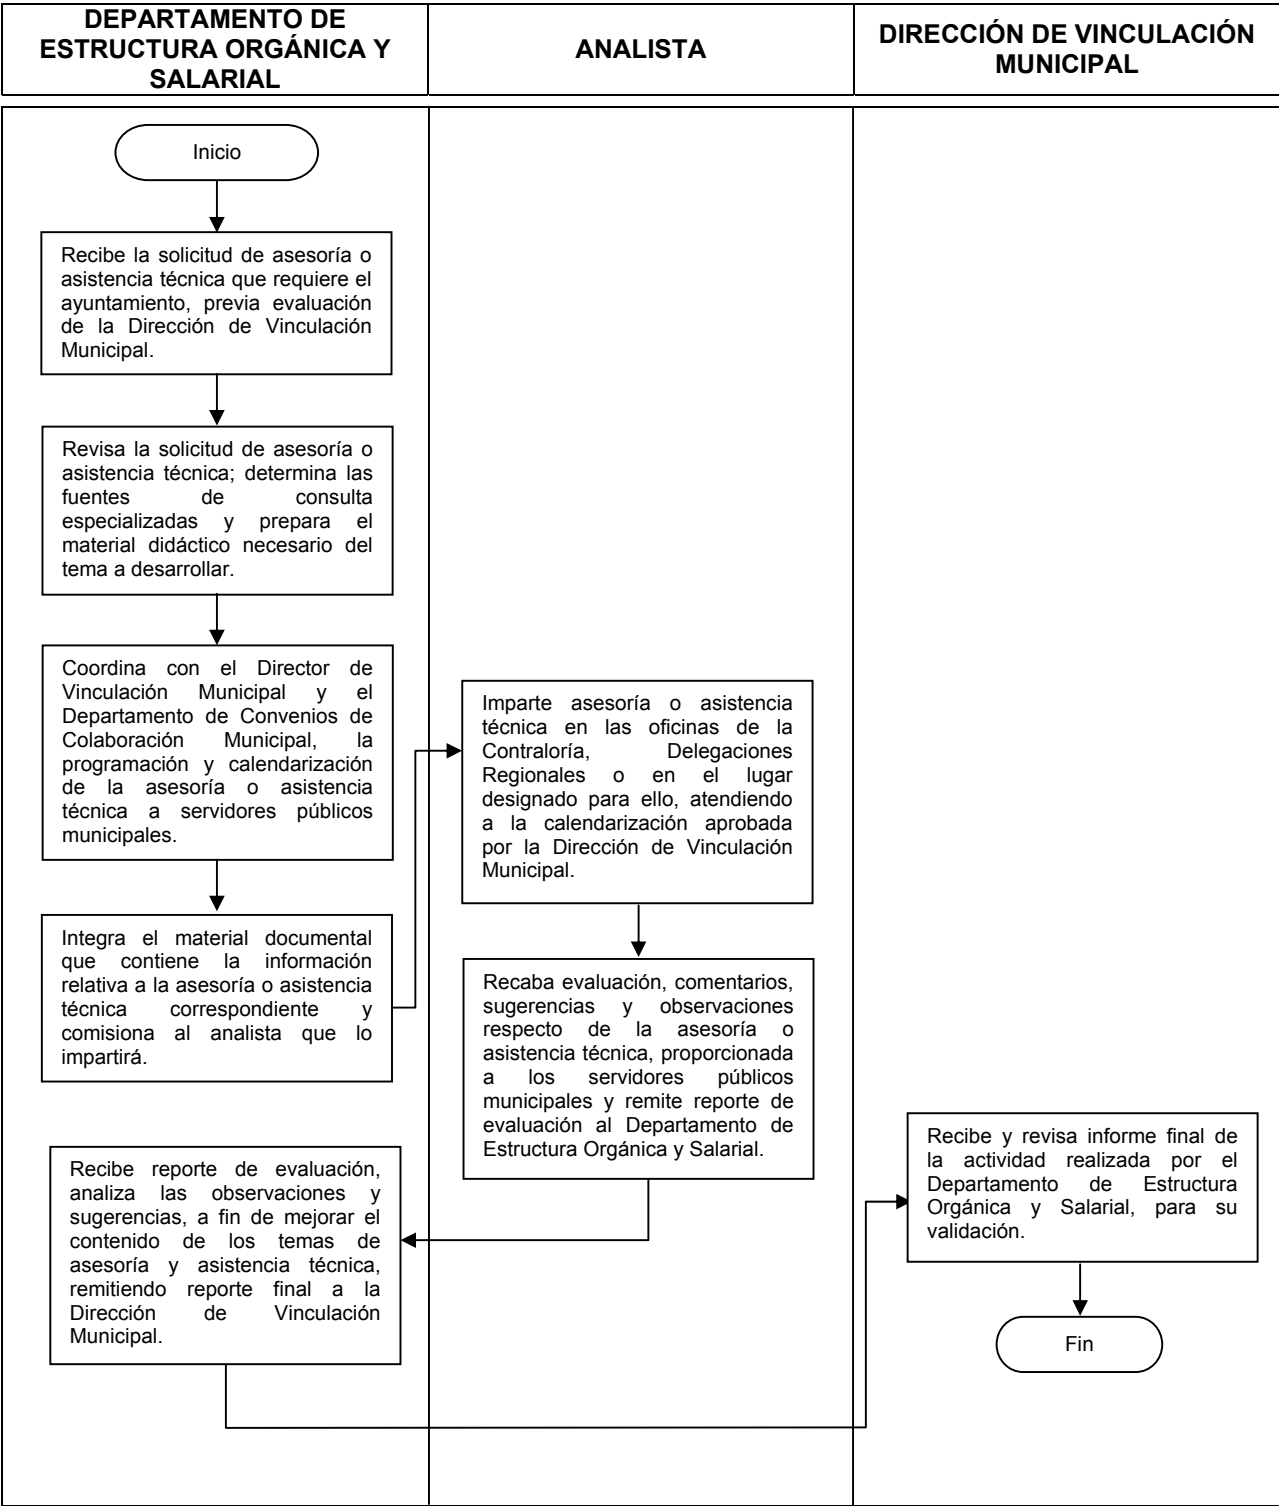 DEPARTAMENTO DE
ESTRUCTURA ORGÁNICA Y
SALARIAL
ANALISTA
DIRECCIÓN DE VINCULACIÓN
MUNICIPAL
Inicio
Recibe la solicitud de asesoría o
asistencia técnica que requiere el
ayuntamiento, previa evaluación
de la Dirección de Vinculación
Municipal.
Revisa la solicitud de asesoría o
asistencia técnica; determina las
fuentes de consulta
especializadas y prepara el
material didáctico necesario del
tema a desarrollar.
Coordina con el Director de
Vinculación Municipal y el
Departamento de Convenios de
Colaboración Municipal, la
programación y calendarización
de la asesoría o asistencia
técnica a servidores públicos
municipales.
Integra el material documental
que contiene la información
relativa a la asesoría o asistencia
técnica correspondiente y
comisiona al analista que lo
impartirá.
Imparte asesoría o asistencia
técnica en las oficinas de la
Contraloría, Delegaciones
Regionales o en el lugar
designado para ello, atendiendo
a la calendarización aprobada
por la Dirección de Vinculación
Municipal.
Recaba evaluación, comentarios,
sugerencias y observaciones
respecto de la asesoría o
asistencia técnica, proporcionada
a los servidores públicos
municipales y remite reporte de
evaluación al Departamento de
Estructura Orgánica y Salarial.
Recibe reporte de evaluación,
analiza las observaciones y
sugerencias, a fin de mejorar el
contenido de los temas de
asesoría y asistencia técnica,
remitiendo reporte final a la
Dirección de Vinculación
Municipal.
Recibe y revisa informe final de
la actividad realizada por el
Departamento de Estructura
Orgánica y Salarial, para su
validación.
Fin